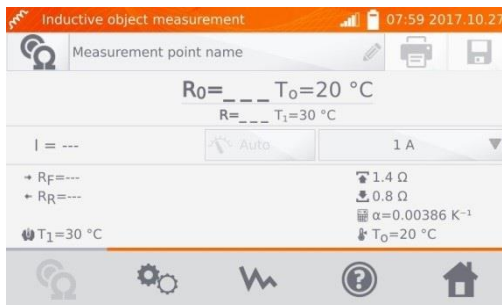 Inductive object measurement 07:59 2017.10.27
Measurement point name
R₀=_ _ _ T₀=20 °C
R=_ _ _ T₁=30 °C
I = --- Auto 1 A
→ RF=--- 1.4 Ω
← RR=--- 0.8 Ω
α=0.00386 K⁻¹
T₁=30 °C T₀=20 °C